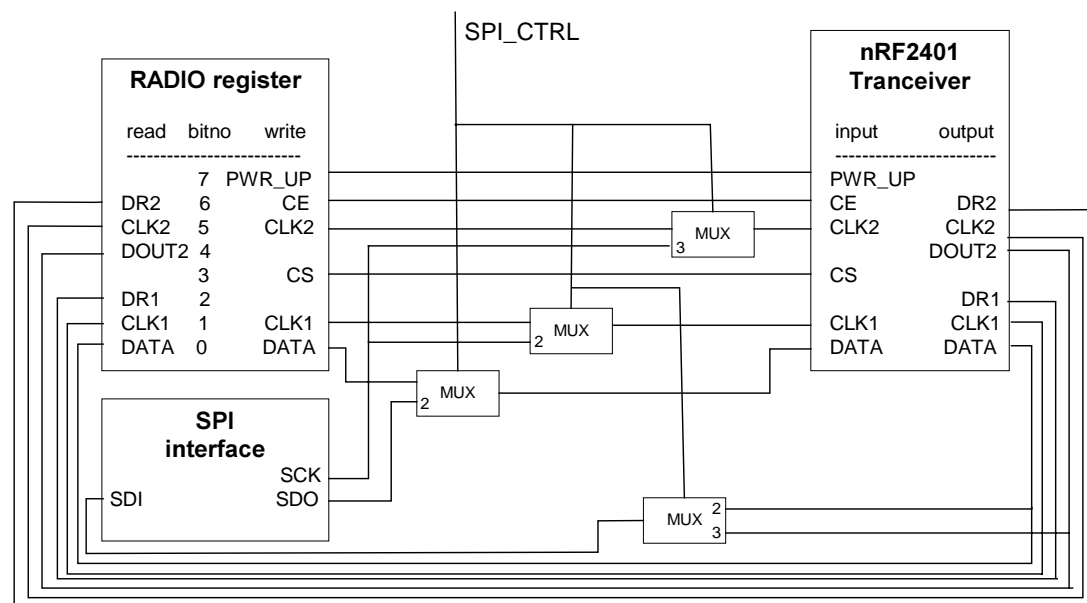 SPI_CTRL
RADIO register
read bitno write
----------------------------
7 PWR_UP
DR2 6 CE
CLK2 5 CLK2
DOUT2 4
3 CS
DR1 2
CLK1 1 CLK1
DATA 0 DATA
nRF2401
Tranceiver
input output
--------------------------
PWR_UP
CE DR2
CLK2 CLK2
DOUT2
CS
DR1
CLK1 CLK1
DATA DATA
MUX
3
MUX
2
MUX
2
SPI
interface
SCK
SDI SDO
MUX 2
3